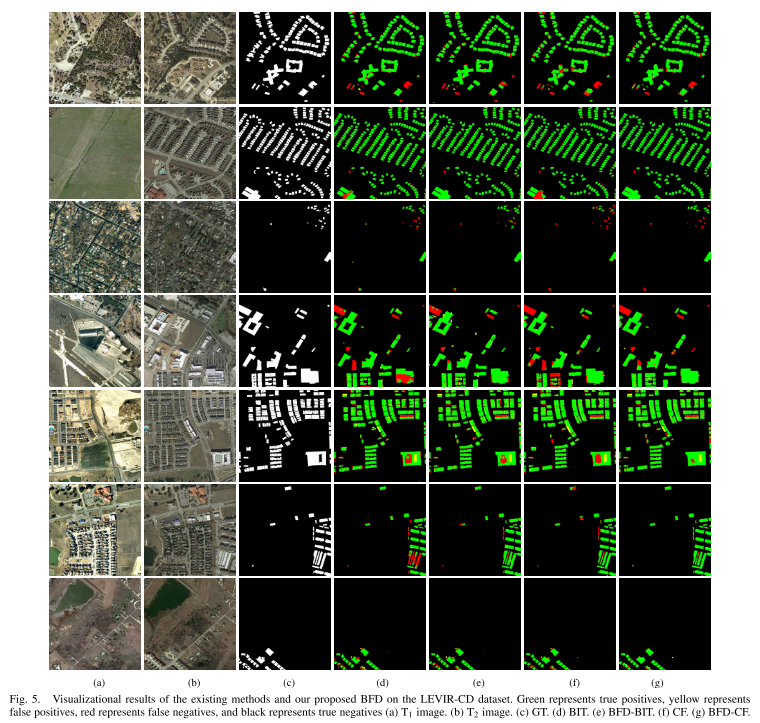 (a) (b) (c) (d) (e) (f) (g)
Fig. 5. Visualizational results of the existing methods and our proposed BFD on the LEVIR-CD dataset. Green represents true positives, yellow represents
false positives, red represents false negatives, and black represents true negatives (a) T₁ image. (b) T₂ image. (c) GT. (d) BIT. (e) BFD-BIT. (f) CF. (g) BFD-CF.